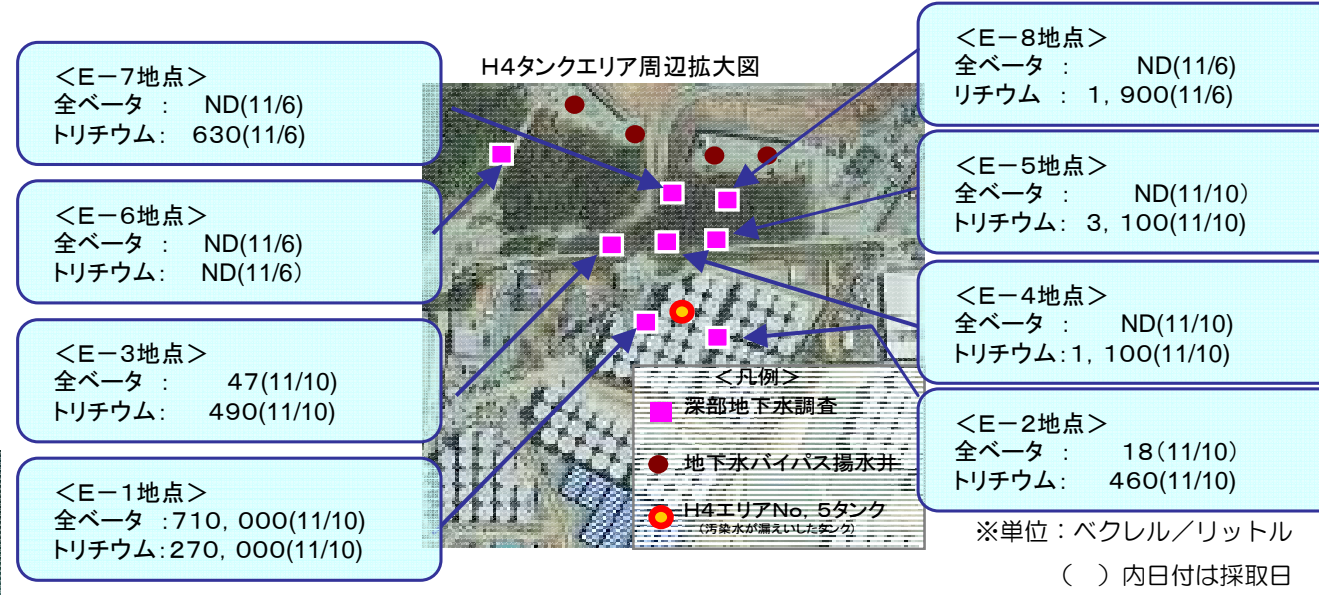 H4タンクエリア周辺拡大図
<E-7地点>
全ベータ : ND(11/6)
トリチウム: 630(11/6)
<E-6地点>
全ベータ : ND(11/6)
トリチウム: ND(11/6)
<E-3地点>
全ベータ : 47(11/10)
トリチウム: 490(11/10)
<E-1地点>
全ベータ :710,000(11/10)
トリチウム:270,000(11/10)
<E-8地点>
全ベータ : ND(11/6)
リチウム : 1,900(11/6)
<E-5地点>
全ベータ : ND(11/10)
トリチウム: 3,100(11/10)
<E-4地点>
全ベータ : ND(11/10)
トリチウム:1,100(11/10)
<E-2地点>
全ベータ : 18(11/10)
トリチウム: 460(11/10)
<凡例>
深部地下水調査
地下水バイパス揚水井
H4エリアNo,5タンク
(汚染水が漏えいしたタンク)
※単位:ベクレル/リットル
( )内日付は採取日